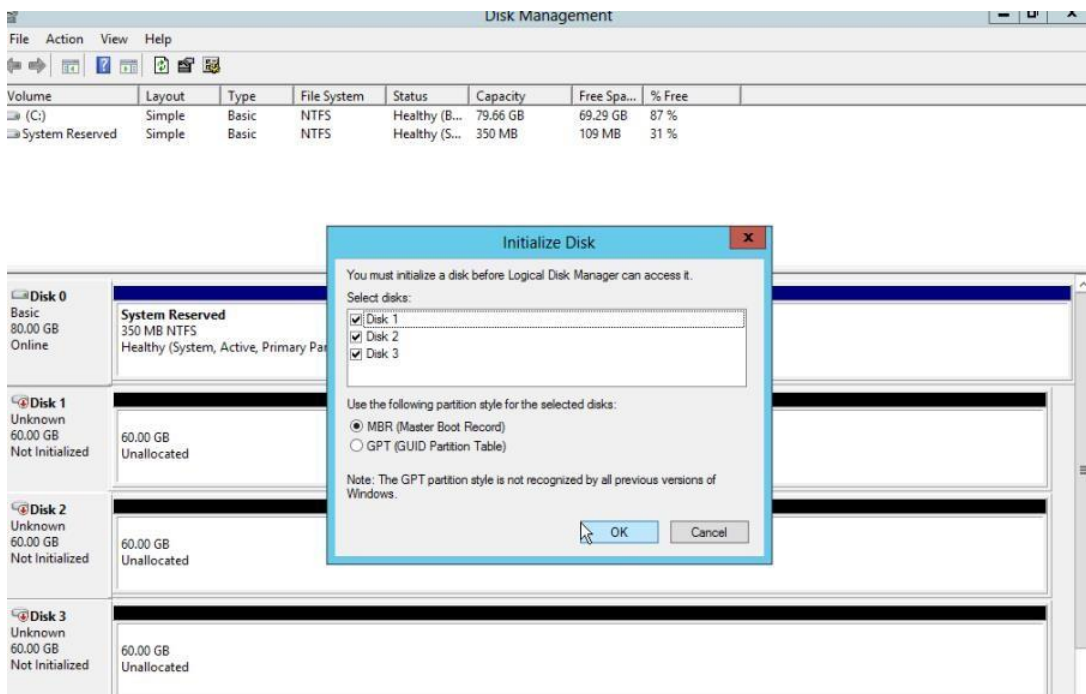 Disk Management
File Action View Help
Volume Layout Type File System Status Capacity Free Spa... % Free
(C:) Simple Basic NTFS Healthy (B... 79.66 GB 69.29 GB 87 %
System Reserved Simple Basic NTFS Healthy (S... 350 MB 109 MB 31 %
Initialize Disk
You must initialize a disk before Logical Disk Manager can access it.
Select disks:
Disk 1
Disk 2
Disk 3
Use the following partition style for the selected disks:
MBR (Master Boot Record)
GPT (GUID Partition Table)
Note: The GPT partition style is not recognized by all previous versions of
Windows.
OK Cancel
Disk 0
Basic
80.00 GB
Online
System Reserved
350 MB NTFS
Healthy (System, Active, Primary Par
Disk 1
Unknown
60.00 GB
Not Initialized
60.00 GB
Unallocated
Disk 2
Unknown
60.00 GB
Not Initialized
60.00 GB
Unallocated
Disk 3
Unknown
60.00 GB
Not Initialized
60.00 GB
Unallocated